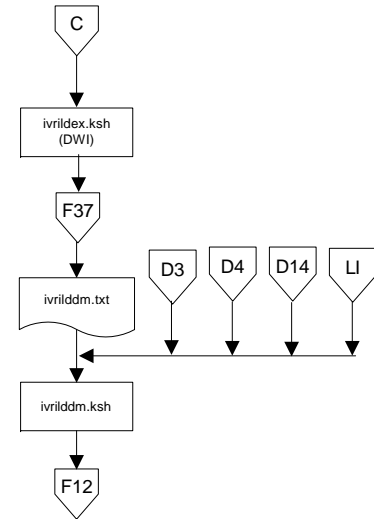 C
ivrildex.ksh
(DWI)
F37
ivrilddm.txt
D3
D4
D14
LI
ivrilddm.ksh
F12